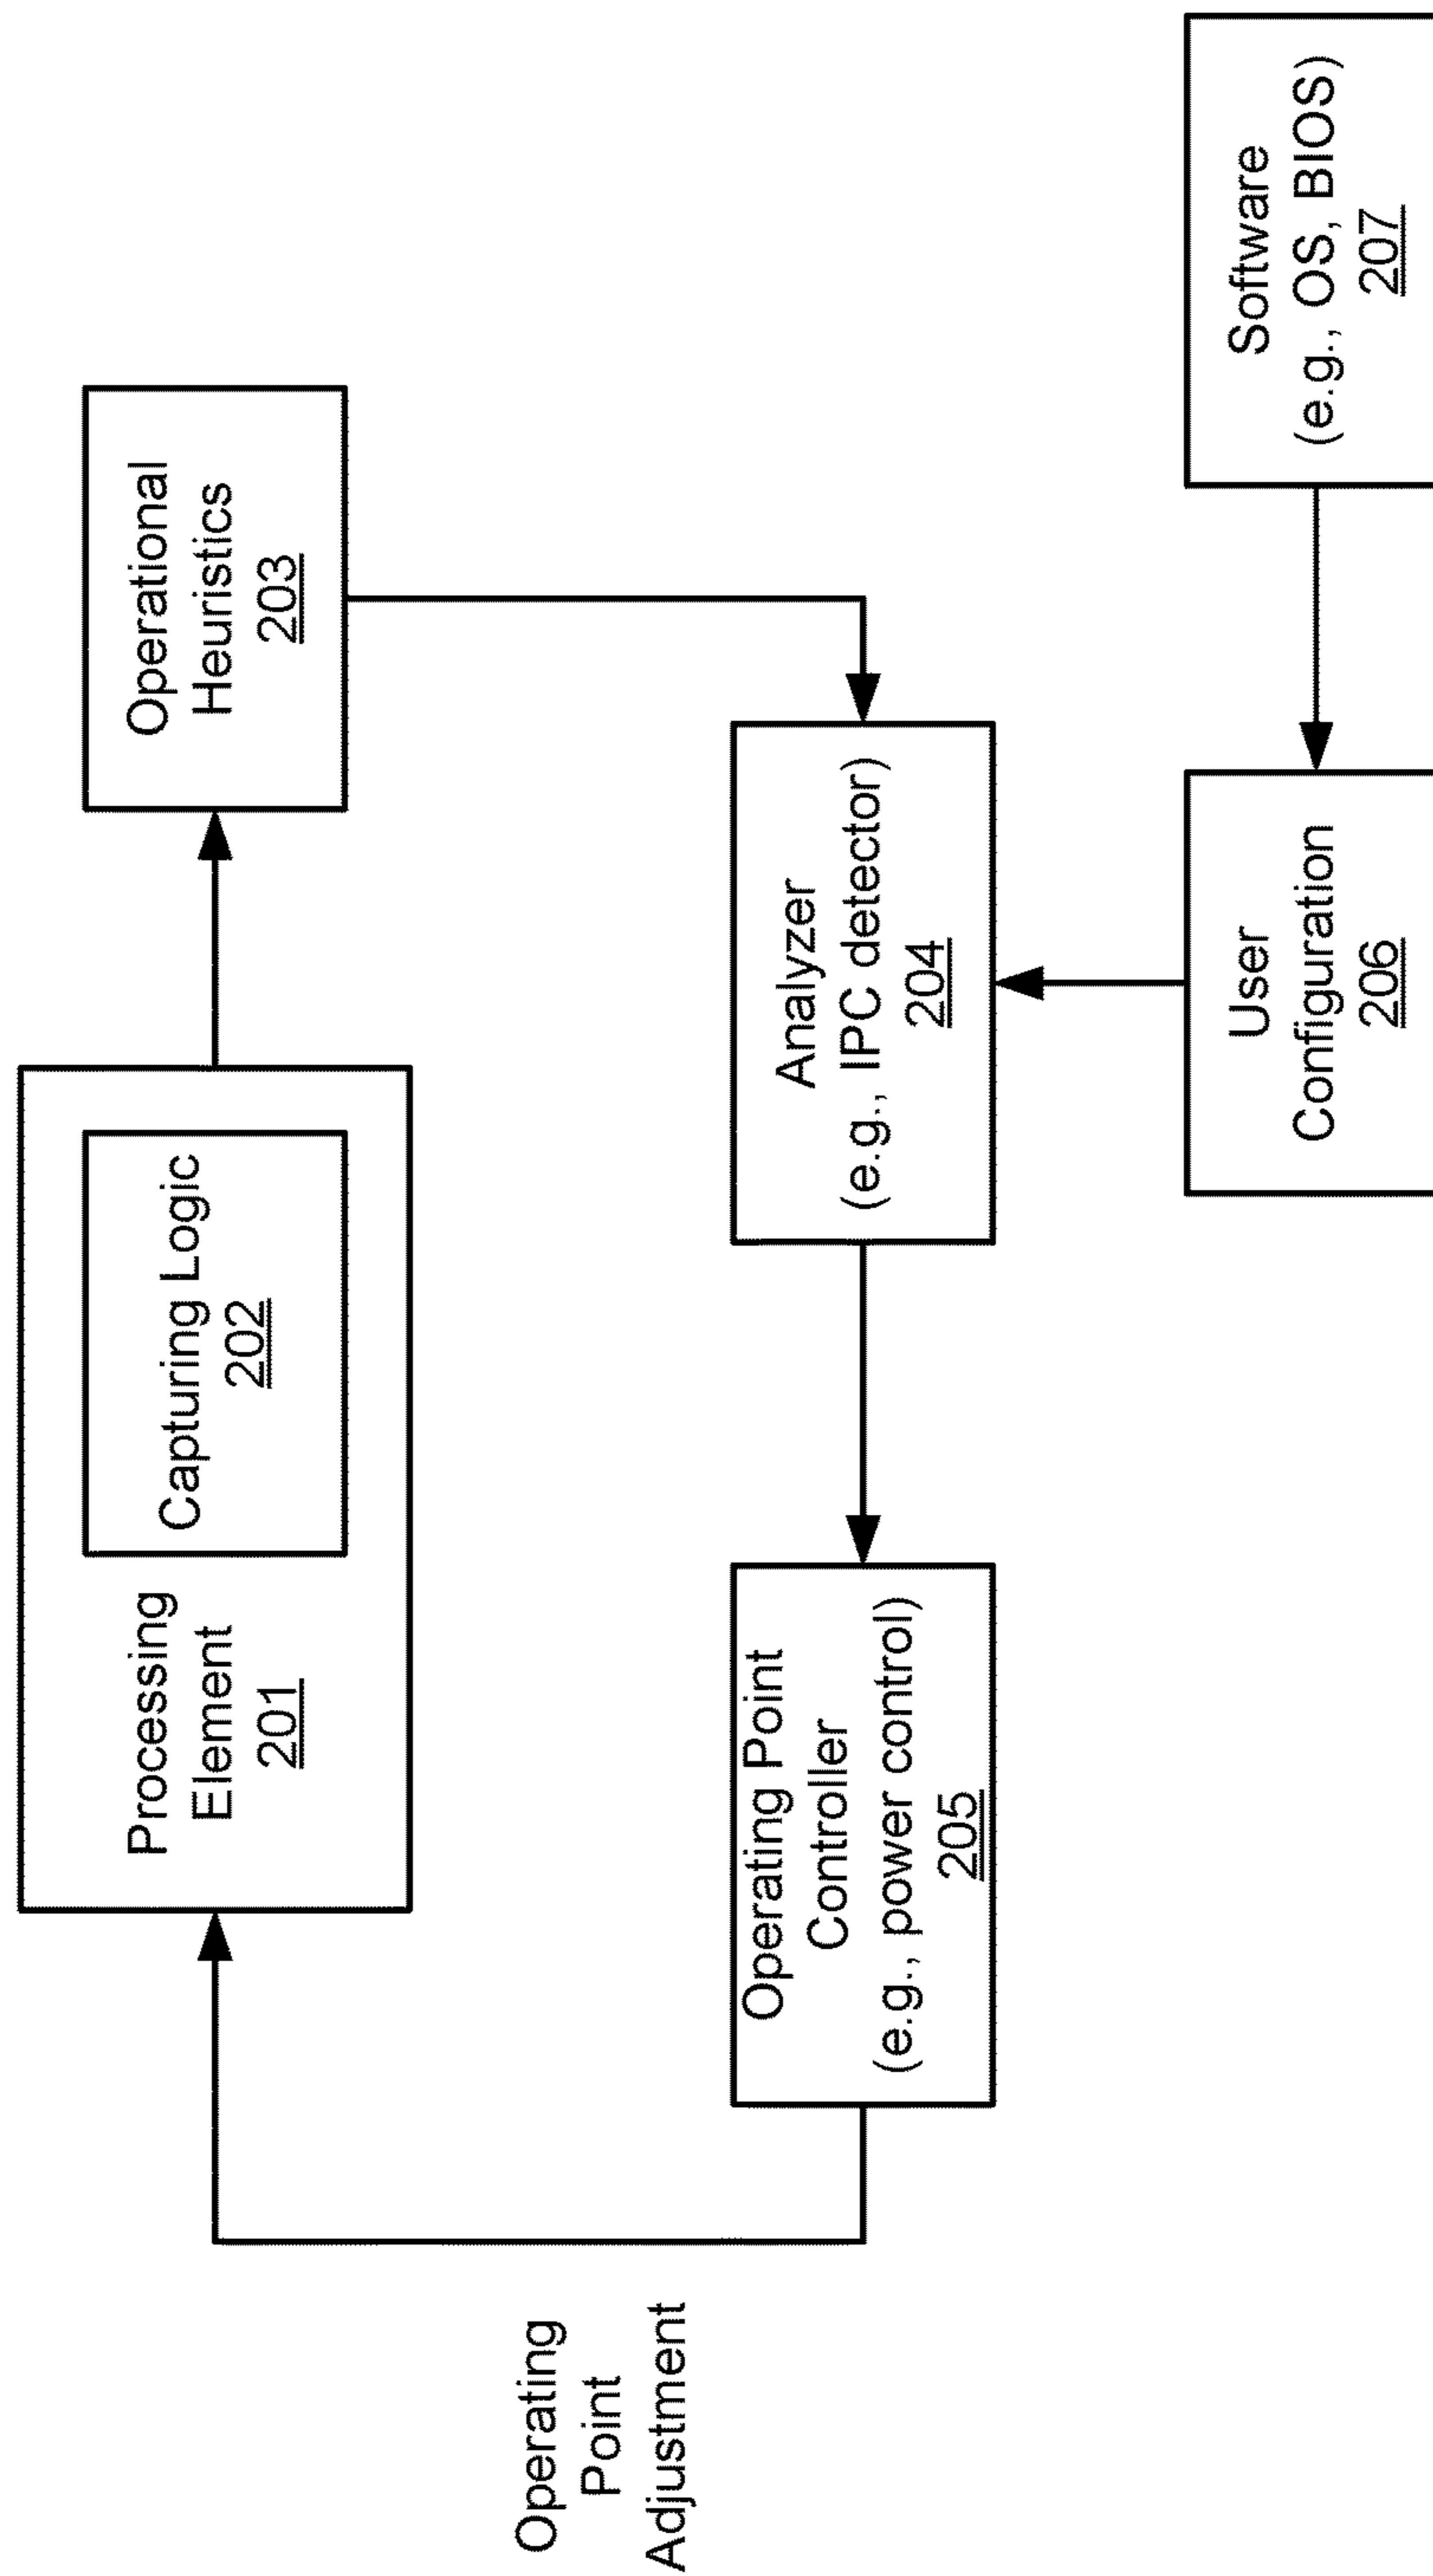 Processing
Element
201
Capturing Logic
202
Operational
Heuristics
203
Operating
Point
Adjustment
Operating Point
Controller
(e.g., power control)
205
Analyzer
(e.g., IPC detector)
204
User
Configuration
206
Software
(e.g., OS, BIOS)
207